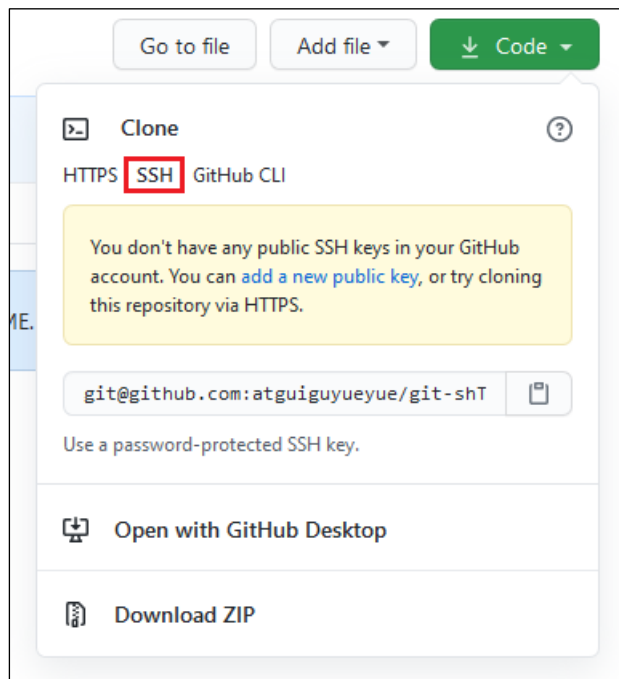 Go to file
Add file
Code
Clone
HTTPS SSH GitHub CLI
You don't have any public SSH keys in your GitHub
account. You can add a new public key, or try cloning
this repository via HTTPS.
ME.
git@github.com:atguiguyueyue/git-shT
Use a password-protected SSH key.
Open with GitHub Desktop
Download ZIP